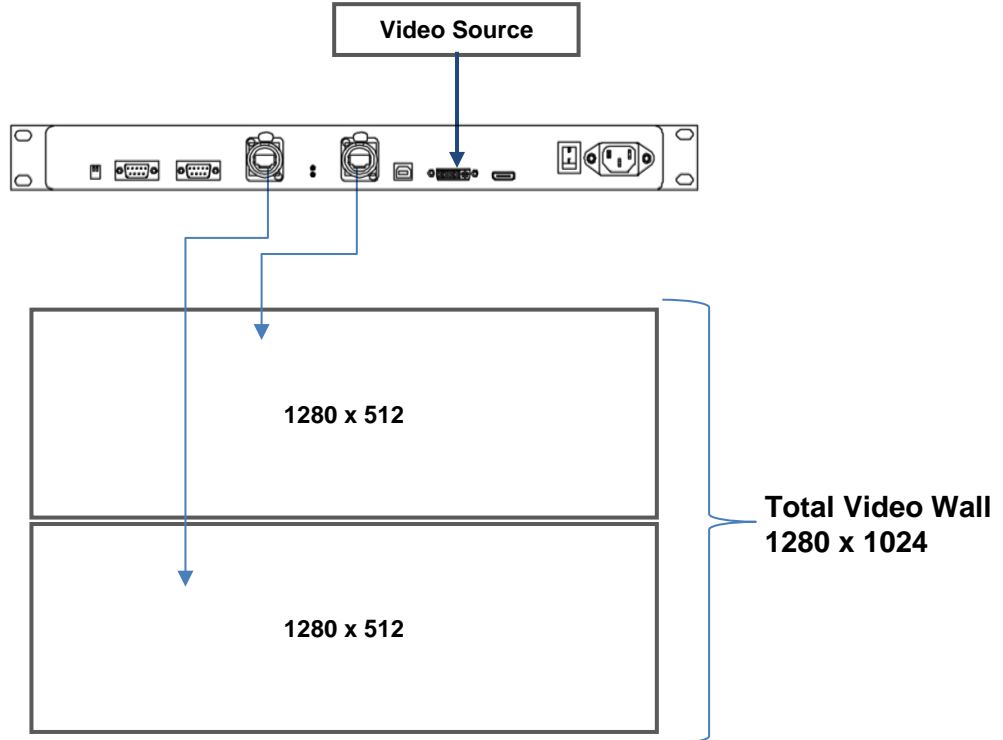 Video Source
1280 x 512
Total Video Wall
1280 x 1024
1280 x 512